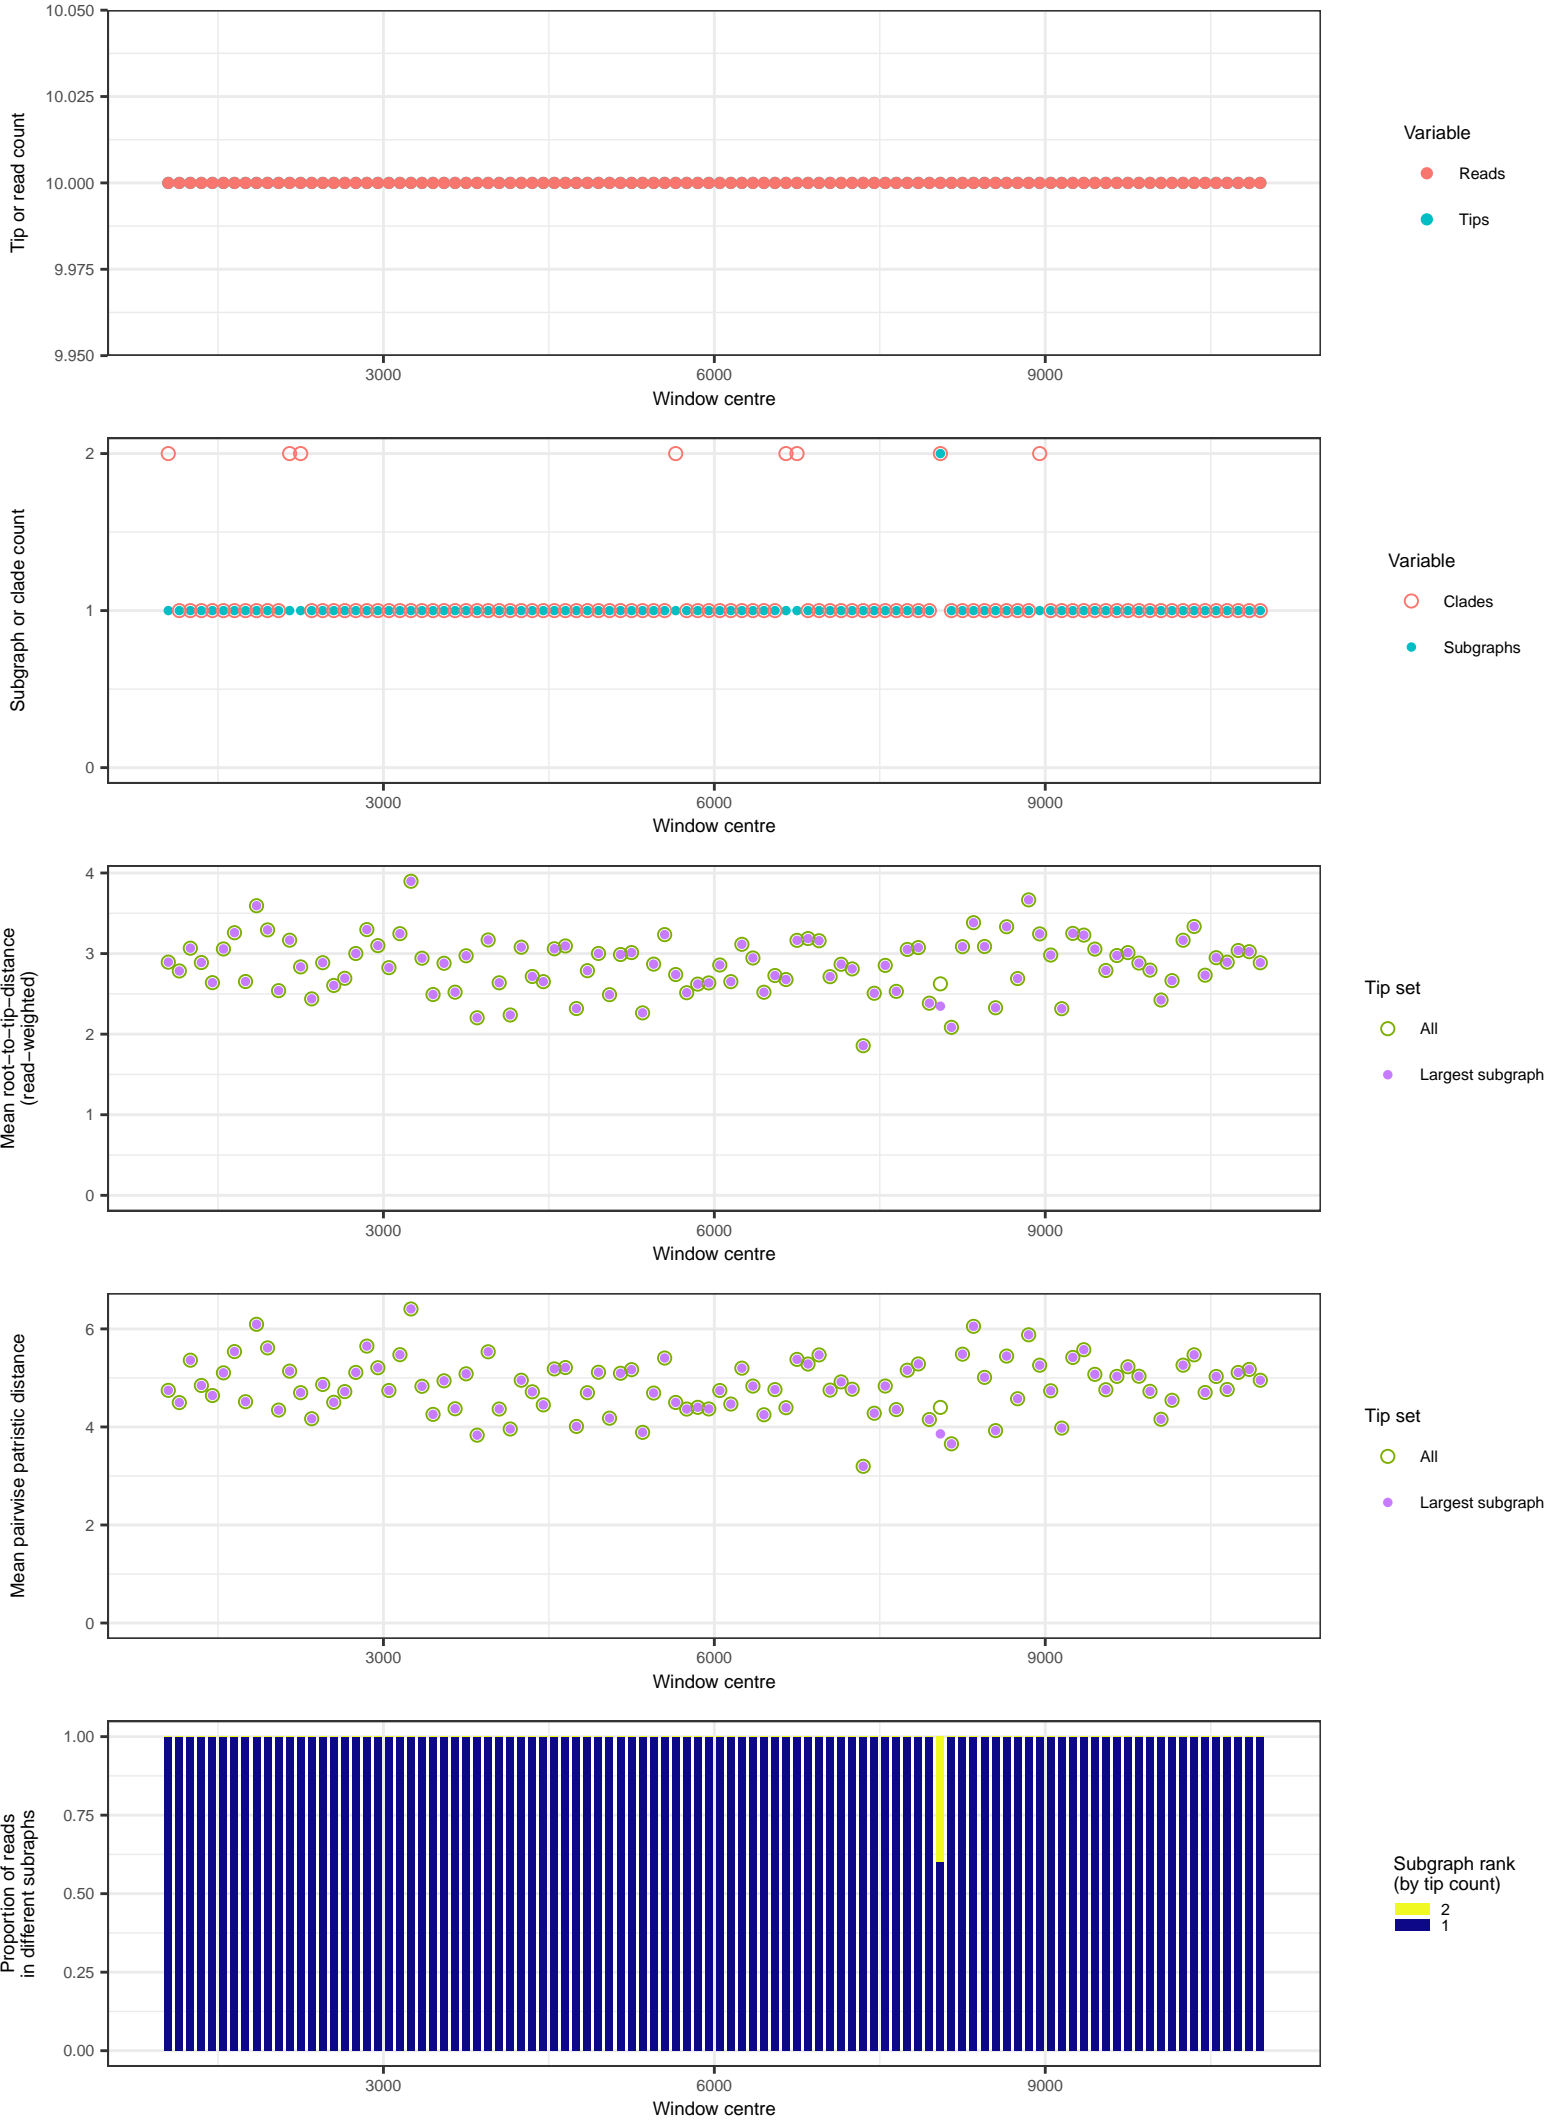 10.050
10.025
10.000
9.975
9.950
Tip or read count
3000
6000
9000
Window centre
Variable
Reads
Tips
2
1
0
Subgraph or clade count
3000
6000
9000
Window centre
Variable
Clades
Subgraphs
4
3
2
1
0
Mean root−to−tip−distance
(read−weighted)
3000
6000
9000
Window centre
Tip set
All
Largest subgraph
6
4
2
0
Mean pairwise patristic distance
3000
6000
9000
Window centre
Tip set
All
Largest subgraph
1.00
0.75
0.50
0.25
0.00
Proportion of reads
in different subraphs
3000
6000
9000
Window centre
Subgraph rank
(by tip count)
2
1